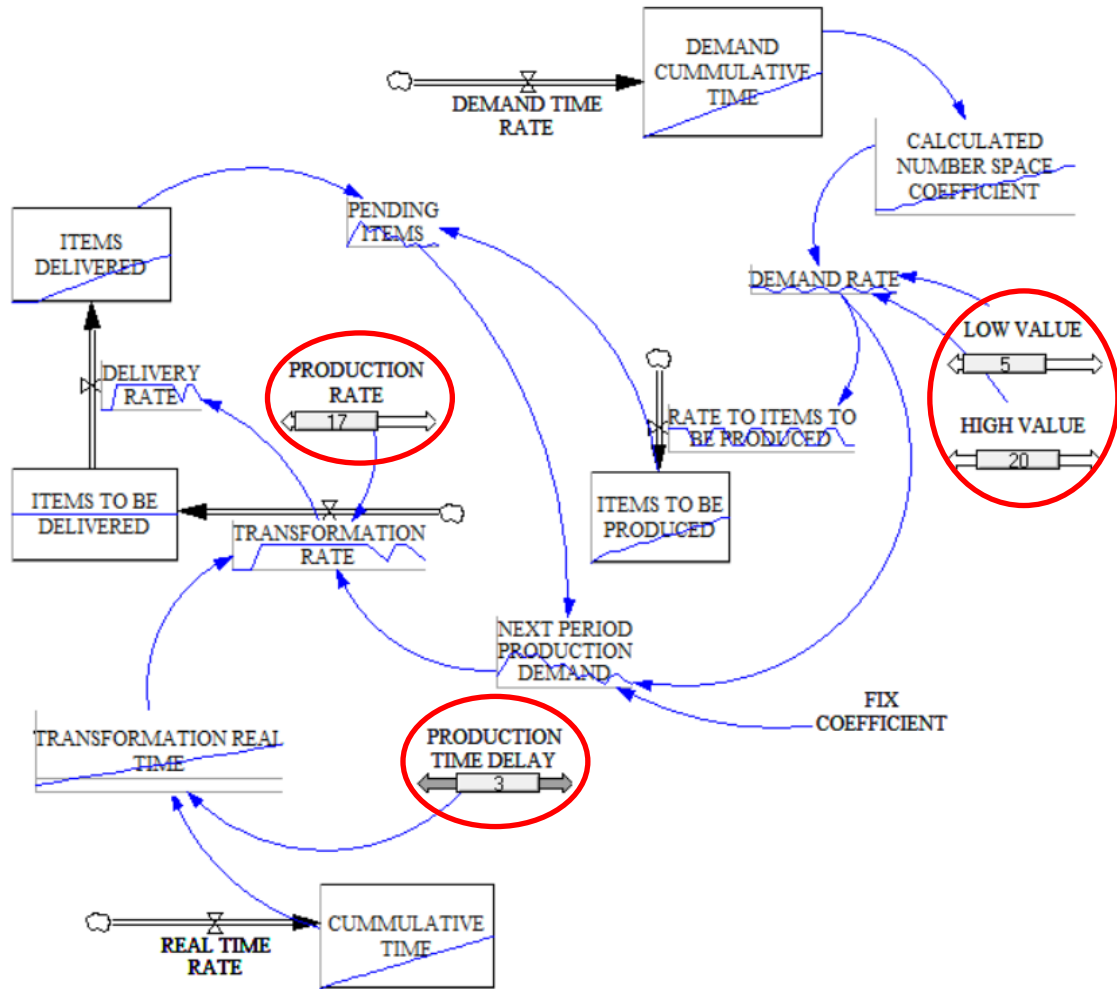 DEMAND
CUMMULATIVE
TIME
DEMAND TIME
RATE
CALCULATED
NUMBER SPACE
COEFFICIENT
PENDING
ITEMS
ITEMS
DELIVERED
DEMAND RATE
LOW VALUE
5
HIGH VALUE
20
DELIVERY
RATE
PRODUCTION
RATE
17
RATE TO ITEMS TO
BE PRODUCED
ITEMS TO BE
DELIVERED
ITEMS TO BE
PRODUCED
TRANSFORMATION
RATE
NEXT PERIOD
PRODUCTION
DEMAND
FIX
COEFFICIENT
TRANSFORMATION REAL
TIME
PRODUCTION
TIME DELAY
3
REAL TIME
RATE
CUMMULATIVE
TIME